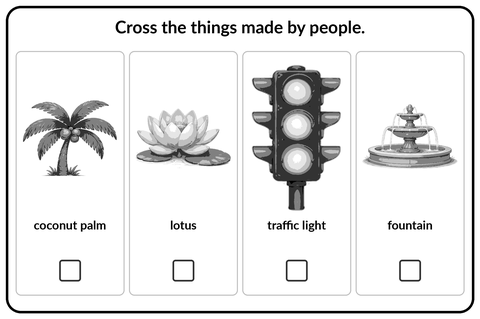 Cross the things made by people.
coconut palm
lotus
traffic light
fountain